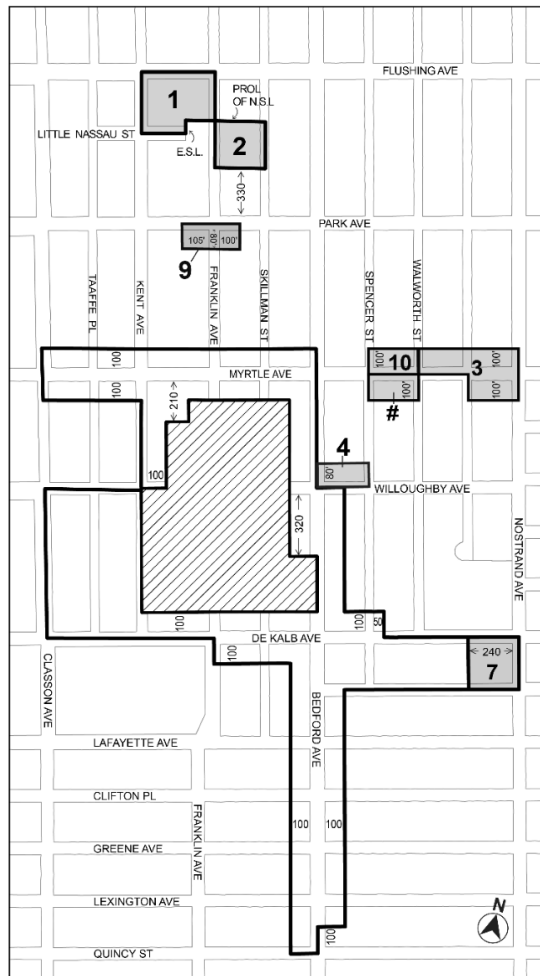 FLUSHING AVE
1
PROL
OF N.S.L
LITTLE NASSAU ST
E.S.L.
2
330
PARK AVE
105'
80'
100'
9
TAAFFE PL
KENT AVE
FRANKLIN AVE
SKILLMAN ST
SPENCER ST
WALWORTH ST
100
MYRTLE AVE
100'
10
3
100'
100
210
100'
100'
#
4
100
80'
WILLOUGHBY AVE
320
NOSTRAND AVE
100
100
50
DE KALB AVE
100
240
7
CLASSON AVE
BEDFORD AVE
LAFAYETTE AVE
CLIFTON PL
FRANKLIN AVE
100
100
GREENE AVE
LEXINGTON AVE
N
100
QUINCY ST